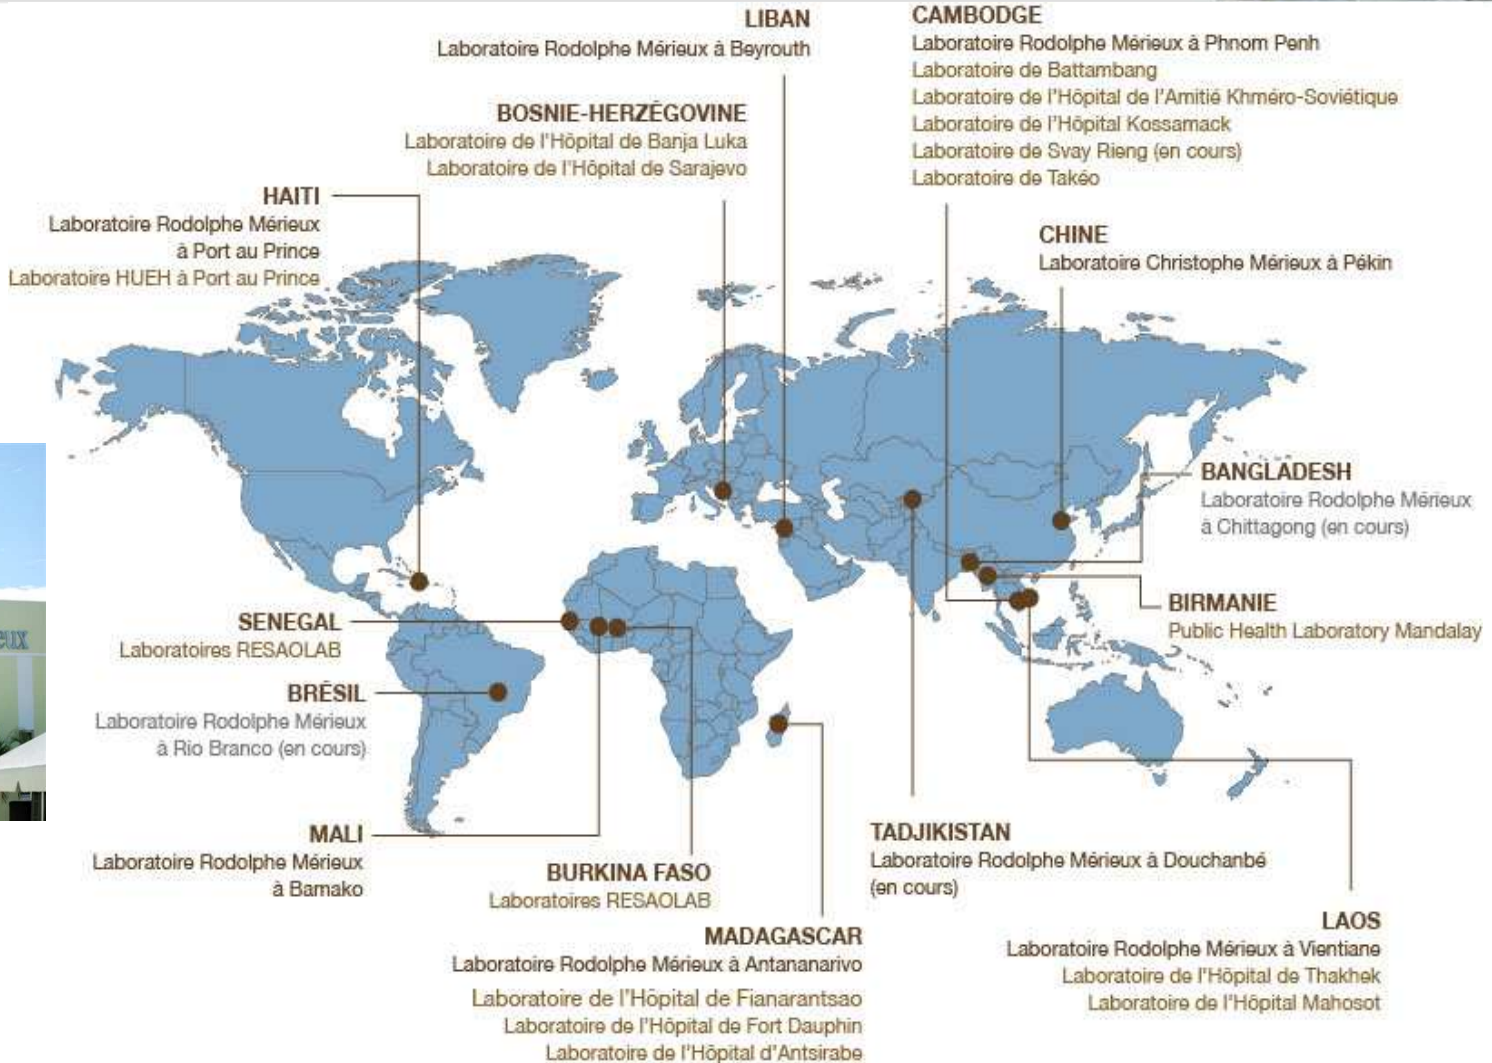 LIBAN
Laboratoire Rodolphe Mérieux à Beyrouth
CAMBODGE
Laboratoire Rodolphe Mérieux à Phnom Penh
Laboratoire de Battambang
Laboratoire de l'Hôpital de l'Amitié Khméro-Soviétique
Laboratoire de l'Hôpital Kossamack
Laboratoire de Svay Rieng (en cours)
Laboratoire de Takéo
BOSNIE-HERZÉGOVINE
Laboratoire de l'Hôpital de Banja Luka
Laboratoire de l'Hôpital de Sarajevo
HAITI
Laboratoire Rodolphe Mérieux
à Port au Prince
Laboratoire HUEH à Port au Prince
CHINE
Laboratoire Christophe Mérieux à Pékin
BANGLADESH
Laboratoire Rodolphe Mérieux
à Chittagong (en cours)
BIRMANIE
Public Health Laboratory Mandalay
SENEGAL
Laboratoires RESAOLAB
BRÉSIL
Laboratoire Rodolphe Mérieux
à Rio Branco (en cours)
MALI
Laboratoire Rodolphe Mérieux
à Bamako
BURKINA FASO
Laboratoires RESAOLAB
MADAGASCAR
Laboratoire Rodolphe Mérieux à Antananarivo
Laboratoire de l'Hôpital de Fianarantsao
Laboratoire de l'Hôpital de Fort Dauphin
Laboratoire de l'Hôpital d'Antsirabe
TADJIKISTAN
Laboratoire Rodolphe Mérieux à Douchanbé
(en cours)
LAOS
Laboratoire Rodolphe Mérieux à Vientiane
Laboratoire de l'Hôpital de Thakhek
Laboratoire de l'Hôpital Mahosot